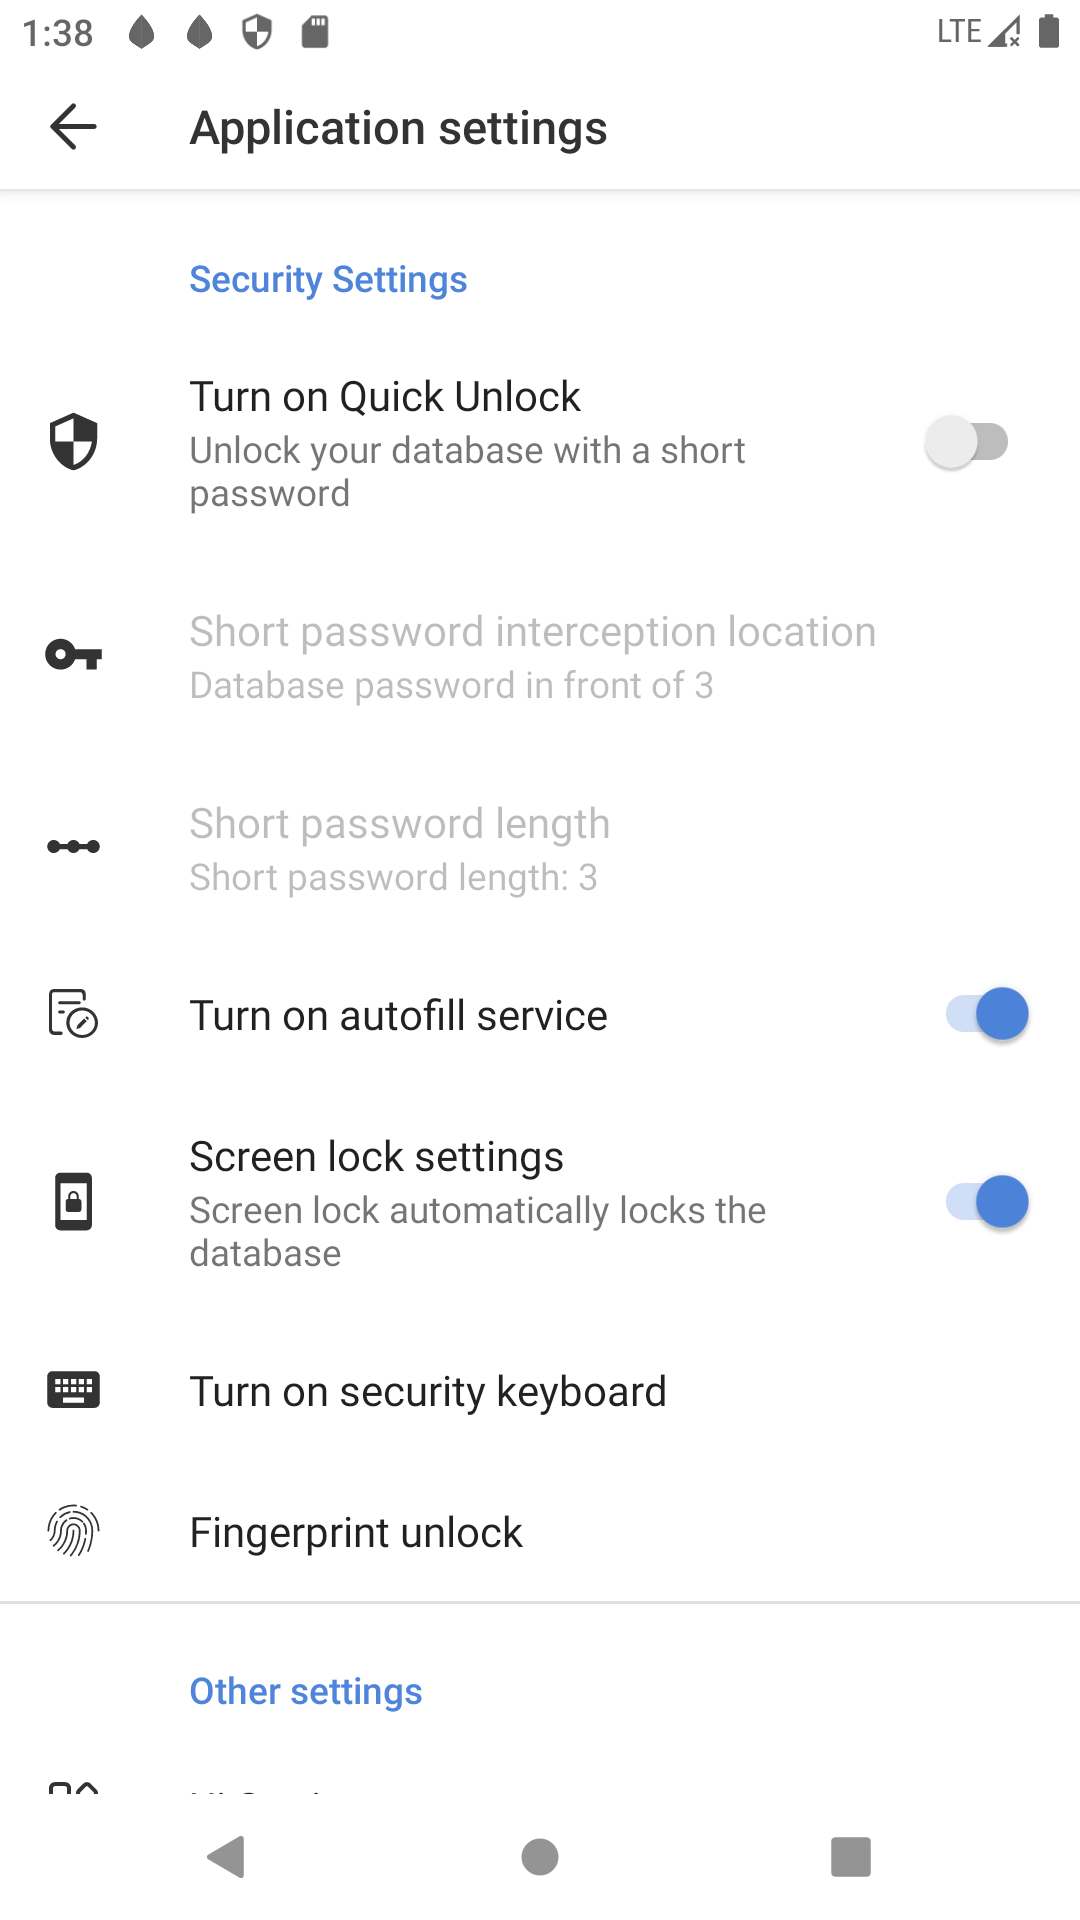 1:38
LTE
Application settings
Security Settings
Turn on Quick Unlock
Unlock your database with a short
password
Short password interception location
Database password in front of 3
Short password length
Short password length: 3
Turn on autofill service
Screen lock settings
Screen lock automatically locks the
database
Turn on security keyboard
Fingerprint unlock
Other settings